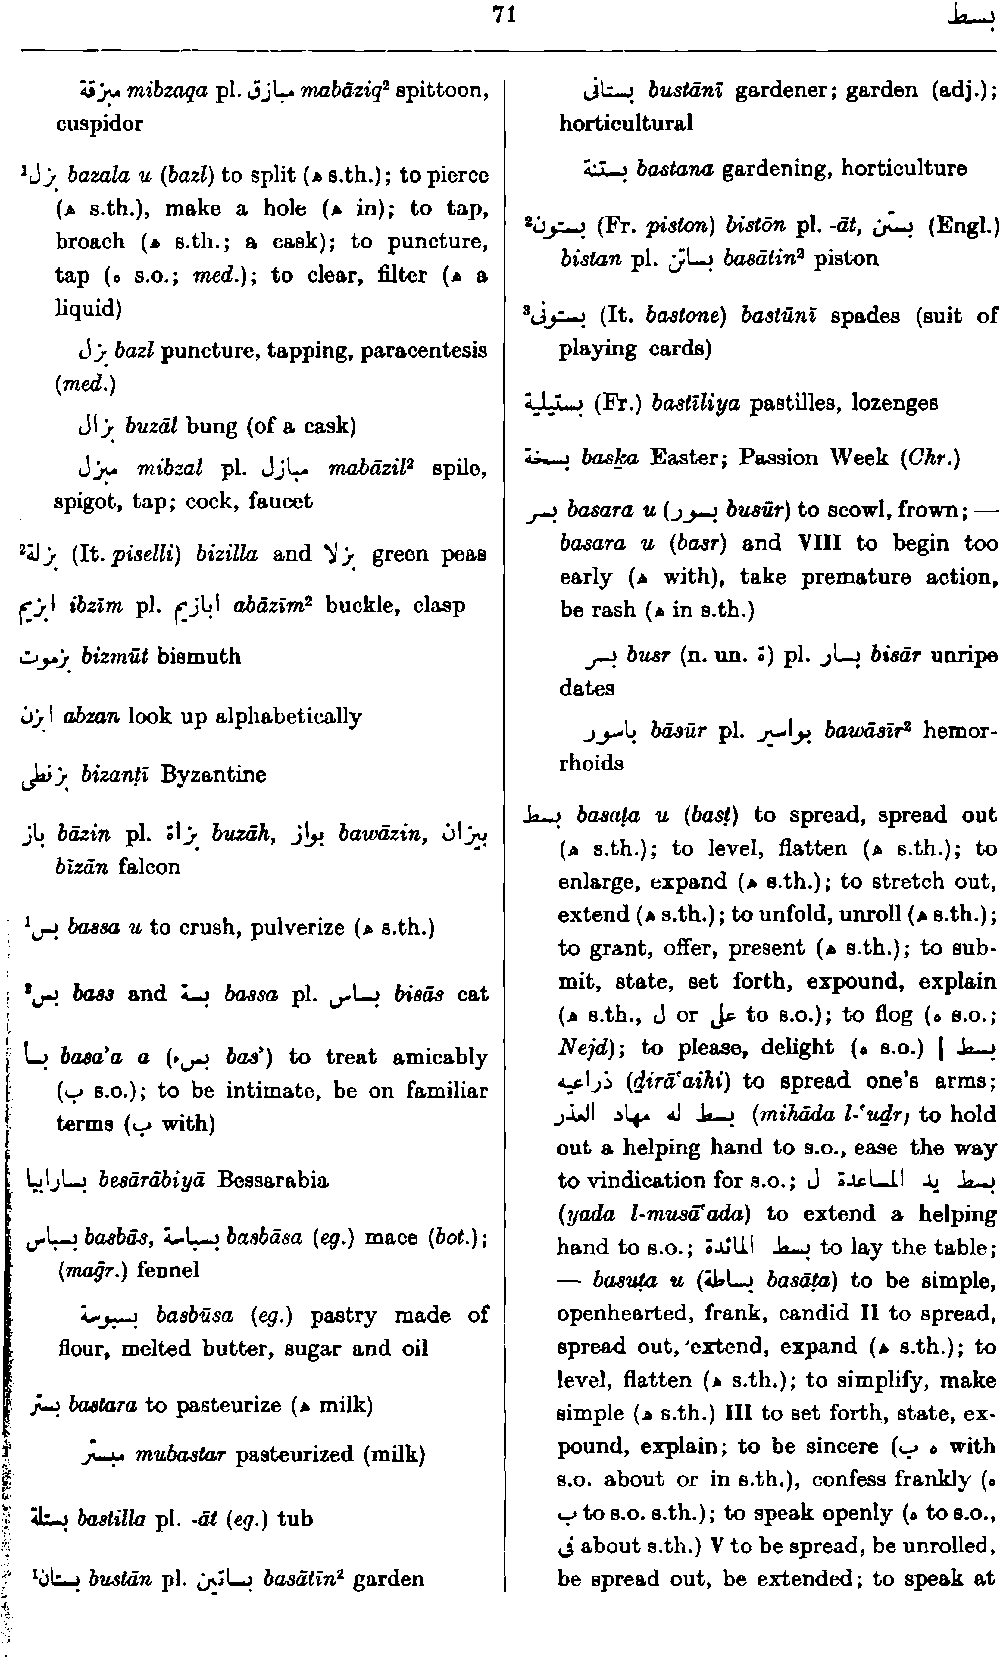 71
بسط
مبزقة mibzaqa pl. مبازق mabāziq² spittoon,
cuspidor
¹بزل bazala u (bazl) to split (ه s.th.); to pierce
(ه s.th.), make a hole (ه in); to tap,
broach (ه s.th.; a cask); to puncture,
tap (ه s.o.; med.); to clear, filter (ه a
liquid)
بزل bazl puncture, tapping, paracentesis
(med.)
بزال buzāl bung (of a cask)
مبزل mibzal pl. مبازل mabāzil² spile,
spigot, tap; cock, faucet
²بزلة (It. piselli) bizilla and بزلا green peas
ابزيم ibzīm pl. ابازيم abāzīm² buckle, clasp
بزموت bizmūt bismuth
ابزن abzan look up alphabetically
بزنطى bizanṭī Byzantine
باز bāzin pl. بزاة buzāh, بواز bawāzin, بيزان
bīzān falcon
¹بس bassa u to crush, pulverize (ه s.th.)
²بس bass and بسة bassa pl. بساس bisās cat
بسأ basa'a a (بسء bas') to treat amicably
(ب s.o.); to be intimate, be on familiar
terms (ب with)
بسارابيا besārābiyā Bessarabia
بسباس basbās, بسباسة basbāsa (eg.) mace (bot.);
(maḡr.) fennel
بسبوسة basbūsa (eg.) pastry made of
flour, melted butter, sugar and oil
بستر bastara to pasteurize (ه milk)
مبستر mubastar pasteurized (milk)
بستلة bastilla pl. -āt (eg.) tub
¹بستان bustān pl. بساتين basātīn² garden
بستانى bustānī gardener; garden (adj.);
horticultural
بستنة bastana gardening, horticulture
²بستون (Fr. piston) bistōn pl. -āt, بستن (Engl.)
bistan pl. بساتن basātin² piston
³بستونى (It. bastone) bastūnī spades (suit of
playing cards)
بستيلية (Fr.) bastīliya pastilles, lozenges
بسخة basḵa Easter; Passion Week (Chr.)
بسر basara u (بسور busūr) to scowl, frown; —
basara u (basr) and VIII to begin too
early (ه with), take premature action,
be rash (ه in s.th.)
بسر busr (n. un. ة) pl. بسار bisār unripe
dates
باسور bāsūr pl. بواسير bawāsīr² hemor-
rhoids
بسط basaṭa u (basṭ) to spread, spread out
(ه s.th.); to level, flatten (ه s.th.); to
enlarge, expand (ه s.th.); to stretch out,
extend (ه s.th.); to unfold, unroll (ه s.th.);
to grant, offer, present (ه s.th.); to sub-
mit, state, set forth, expound, explain
(ه s.th., ل or على to s.o.); to flog (ه s.o.;
Nejd); to please, delight (ه s.o.) | بسط
ذراعيه (ḏirā'aihi) to spread one's arms;
بسط له مهاد العذر (mihāda l-'uḏr) to hold
out a helping hand to s.o., ease the way
to vindication for s.o.; بسط يد المساعدة ل
(yada l-musā'ada) to extend a helping
hand to s.o.; بسط المائدة to lay the table;
— basuṭa u (بساطة basāṭa) to be simple,
openhearted, frank, candid II to spread,
spread out, extend, expand (ه s.th.); to
level, flatten (ه s.th.); to simplify, make
simple (ه s.th.) III to set forth, state, ex-
pound, explain; to be sincere (ه ب with
s.o. about or in s.th.), confess frankly (ه
ب to s.o. s.th.); to speak openly (ه to s.o.,
فى about s.th.) V to be spread, be unrolled,
be spread out, be extended; to speak at